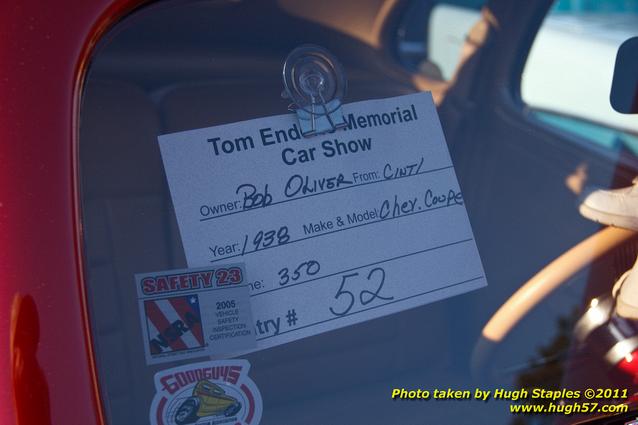 Tom End Memorial
Car Show
Owner: Bob Oliver From: Cinti
Year: 1938 Make & Model Chev. Coupe
ne: 350
try # 52
SAFETY 23
NSRA
2005
VEHICLE
SAFETY
INSPECTION
CERTIFICATION
GOODGUYS
Photo taken by Hugh Staples ©2011
www.hugh57.com